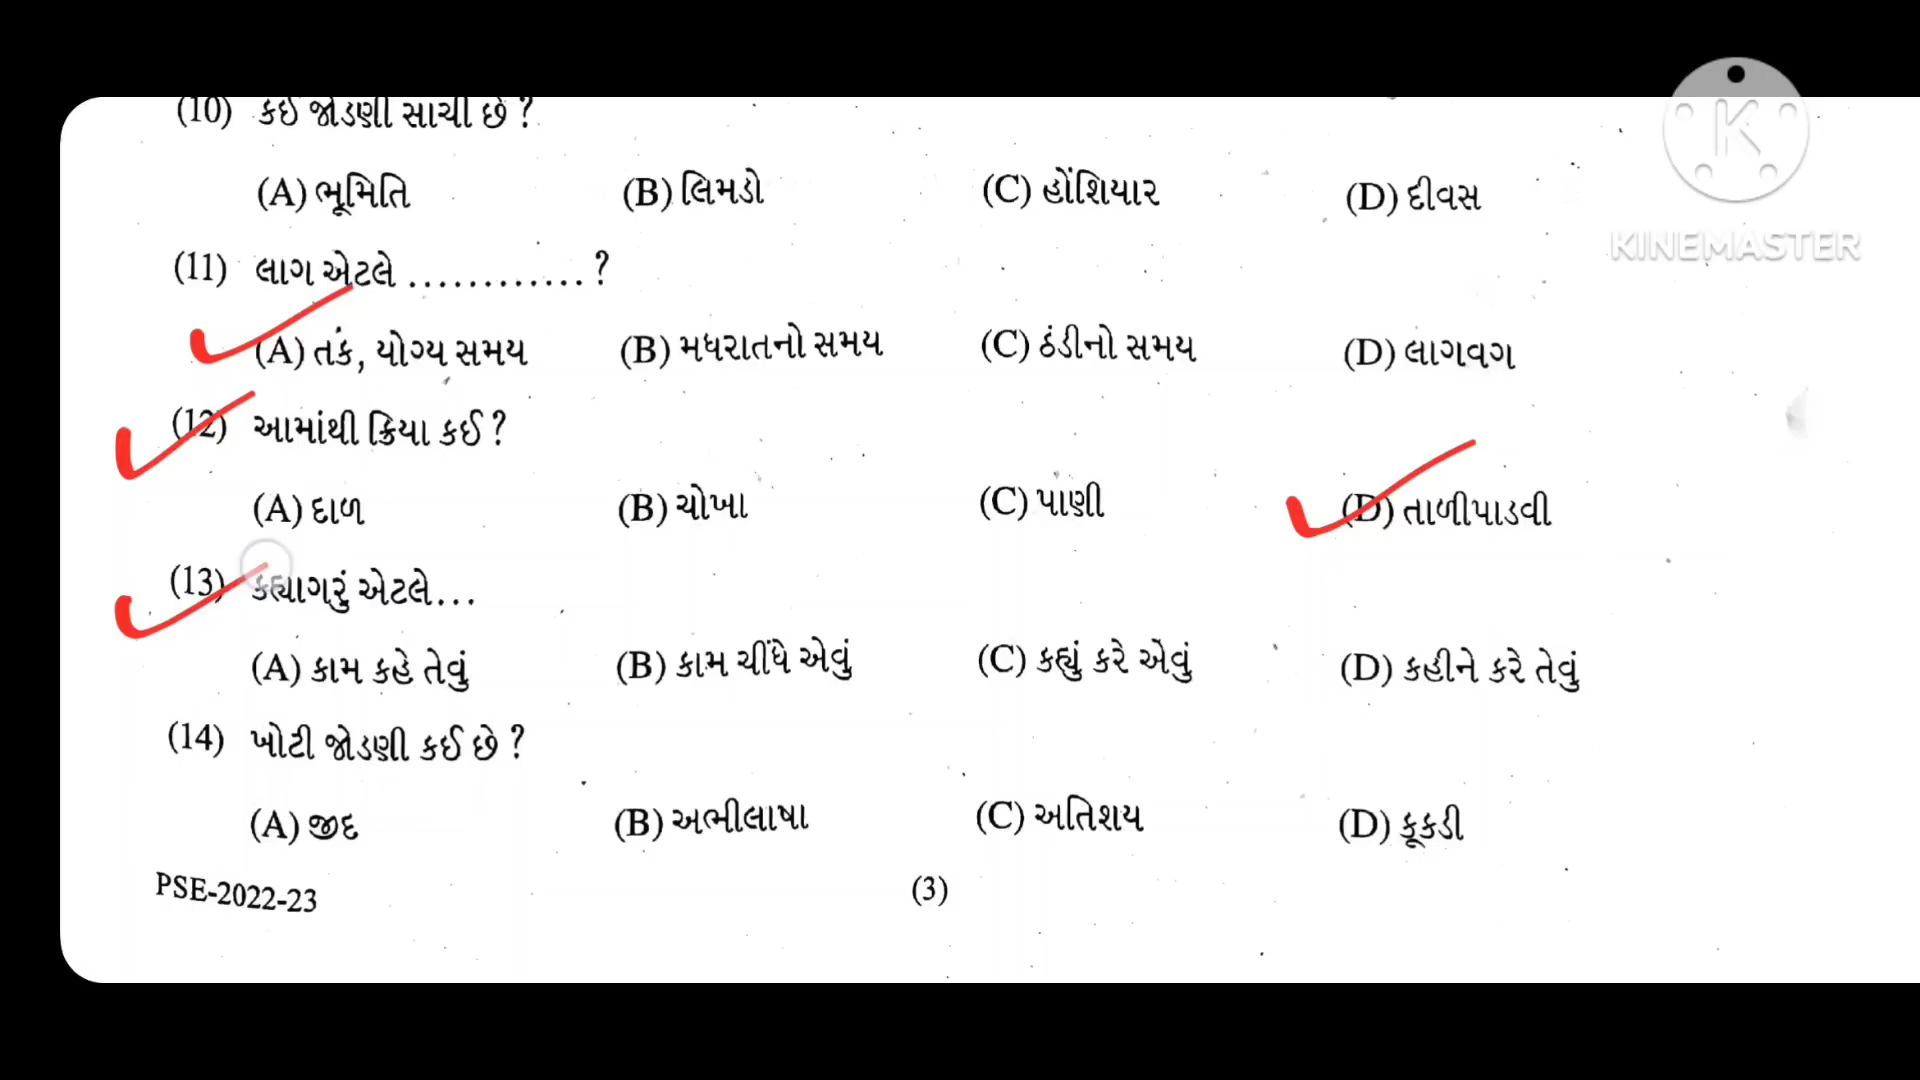 (10) કઈ જોડણી સાચી છે ?
(A) ભૂમિતિ (B) લિમડો (C) હોંશિયાર (D) દીવસ
(11) લાગ એટલે ............ ?
(A) તક, યોગ્ય સમય (B) મધરાતનો સમય (C) ઠંડીનો સમય (D) લાગવગ
(12) આમાંથી ક્રિયા કઈ ?
(A) દાળ (B) ચોખા (C) પાણી (D) તાળીપાડવી
(13) કહ્યાગરું એટલે...
(A) કામ કહે તેવું (B) કામ ચીંધે એવું (C) કહ્યું કરે એવું (D) કહીને કરે તેવું
(14) ખોટી જોડણી કઈ છે ?
(A) જીદ (B) અભીલાષા (C) અતિશય (D) કૂકડી
PSE-2022-23 (3)
KINEMASTER